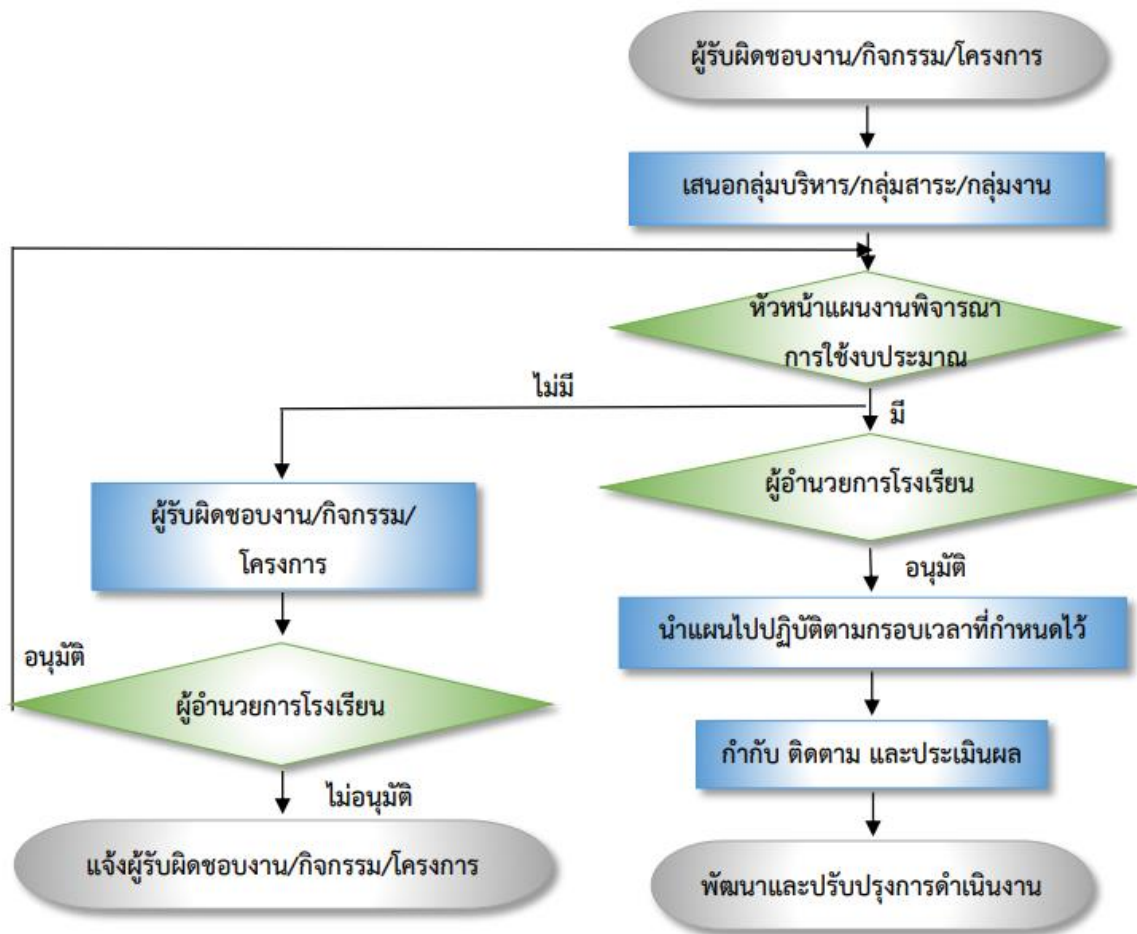 ผู้รับผิดชอบงาน/กิจกรรม/โครงการ
เสนอกลุ่มบริหาร/กลุ่มสาระ/กลุ่มงาน
หัวหน้าแผนงานพิจารณา
การใช้งบประมาณ
ไม่มี
มี
ผู้อำนวยการโรงเรียน
ผู้รับผิดชอบงาน/กิจกรรม/
โครงการ
อนุมัติ
นำแผนไปปฏิบัติตามกรอบเวลาที่กำหนดไว้
อนุมัติ
ผู้อำนวยการโรงเรียน
กำกับ ติดตาม และประเมินผล
ไม่อนุมัติ
แจ้งผู้รับผิดชอบงาน/กิจกรรม/โครงการ
พัฒนาและปรับปรุงการดำเนินงาน